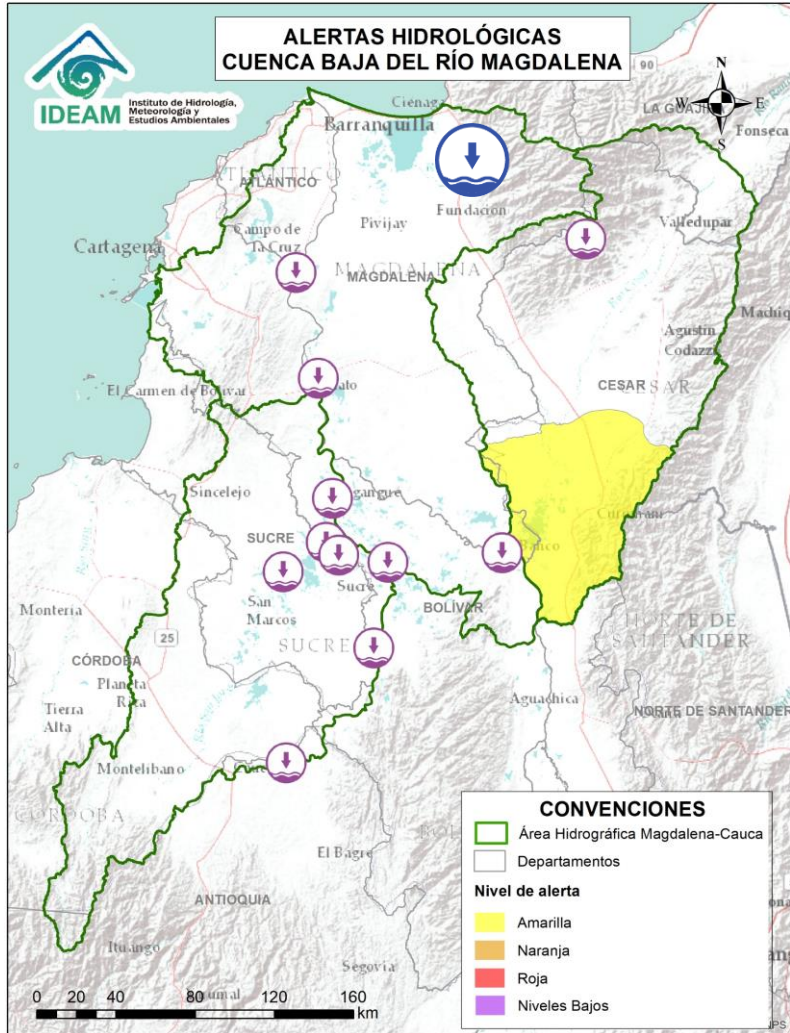 ALERTAS HIDROLÓGICAS
CUENCA BAJA DEL RÍO MAGDALENA
IDEAM
Instituto de Hidrología,
Meteorología y
Estudios Ambientales
N
W
E
S
90
LA GUAJIRA
Fonseca
Ciénaga
Barranquilla
ATLÁNTICO
ATLÁNTICO
Fundación
Pivijay
Valledupar
Campo de
la Cruz
Cartagena
MAGDALENA
MAGDALENA
Agustín
Codazzi
El Carmen de Bolívar
CESAR
CESAR
Sincelejo
SUCRE
Banco
Sucre
San
Marcos
BOLÍVAR
Montería
SUCRE
NORTE DE
SANTANDER
25
CÓRDOBA
Planeta
Rica
Tierra
Alta
Aguachica
NORTE DE SANTANDER
Montelíbano
CÓRDOBA
El Bagre
ANTIOQUIA
Ituango
Segovia
0 20 40 80 120 160
km
CONVENCIONES
Área Hidrográfica Magdalena-Cauca
Departamentos
Nivel de alerta
Amarilla
Naranja
Roja
Niveles Bajos